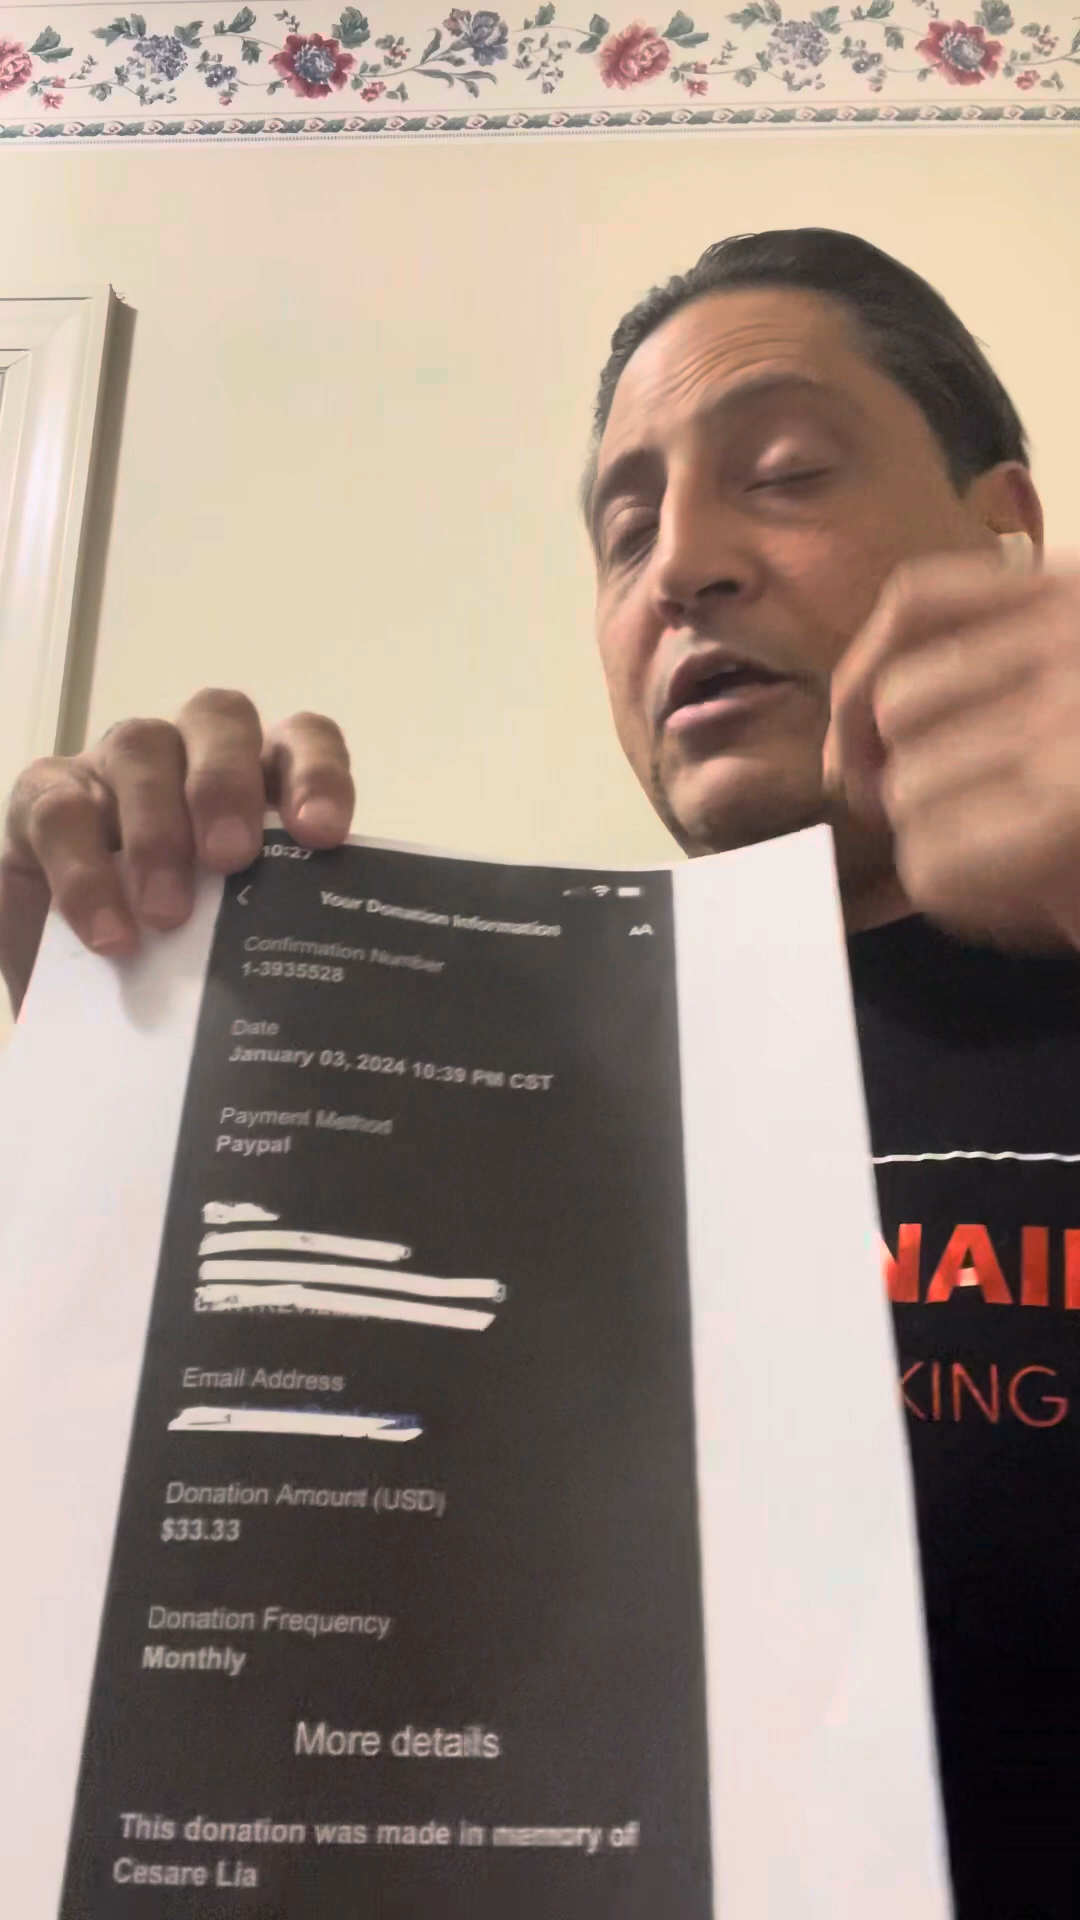 10:27
Your Donation Information
AA
Confirmation Number
1-3935528
Date
January 03, 2024 10:39 PM CST
Payment Method
Paypal
Email Address
Donation Amount (USD)
$33.33
Donation Frequency
Monthly
More details
This donation was made in memory of
Cesare Lia
NAI
KING